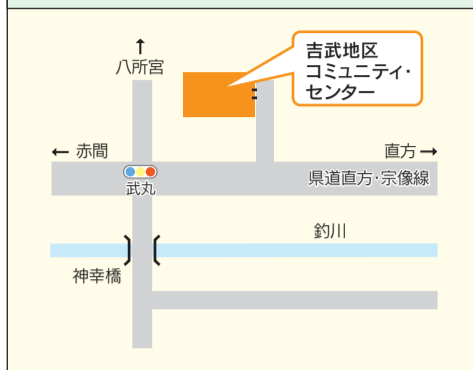 ↑
八所宮
吉武地区
コミュニティ・
センター
← 赤間
直方 →
武丸
県道直方・宗像線
釣川
神幸橋